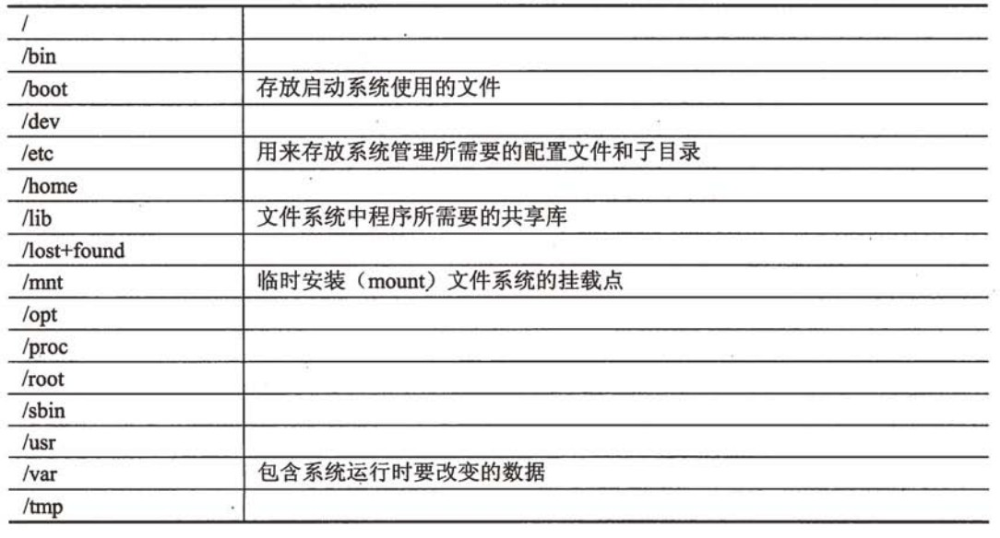 /
/bin
/boot 存放启动系统使用的文件
/dev
/etc 用来存放系统管理所需要的配置文件和子目录
/home
/lib 文件系统中程序所需要的共享库
/lost+found
/mnt 临时安装（mount）文件系统的挂载点
/opt
/proc
/root
/sbin
/usr
/var 包含系统运行时要改变的数据
/tmp